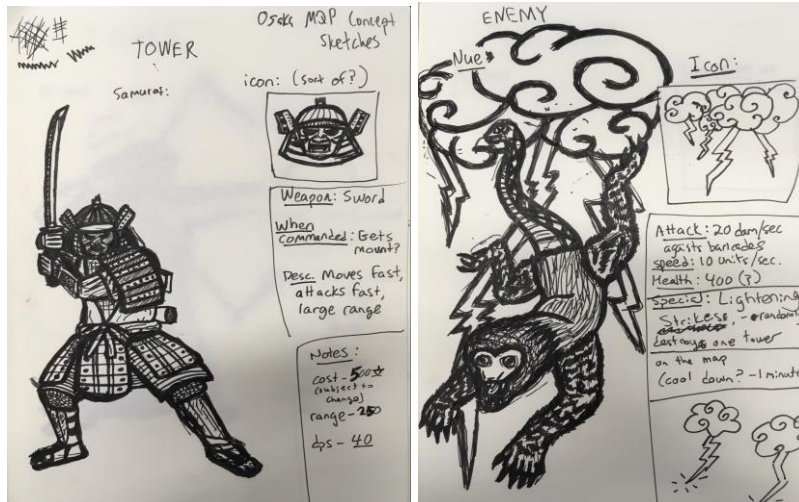 Osaka MQP Concept
Sketches
TOWER
Samurai:
icon: (sort of?)
Weapon: Sword
When
commanded: Gets
mount?
Desc. Moves fast,
attacks fast,
large range
Notes:
cost - 500
(subject to
change)
range - 250
dps - 40
ENEMY
Nue:
Icon:
Attack: 20 dam/sec
agaists baricades
speed: 10 units/sec.
Health: 400 (?)
Special: Lightening
Strikes, - randomly
destroys one tower
on the map
(cool down? - 1 minute